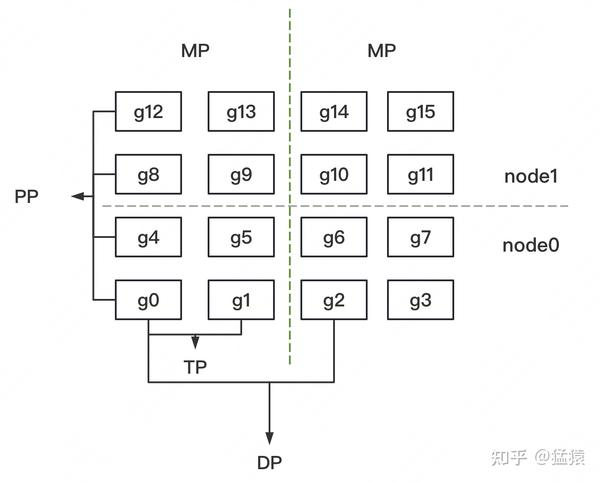 MP MP
g12 g13 g14 g15
g8 g9 g10 g11 node1
PP
g4 g5 g6 g7 node0
g0 g1 g2 g3
TP
DP
知乎 @猛猿